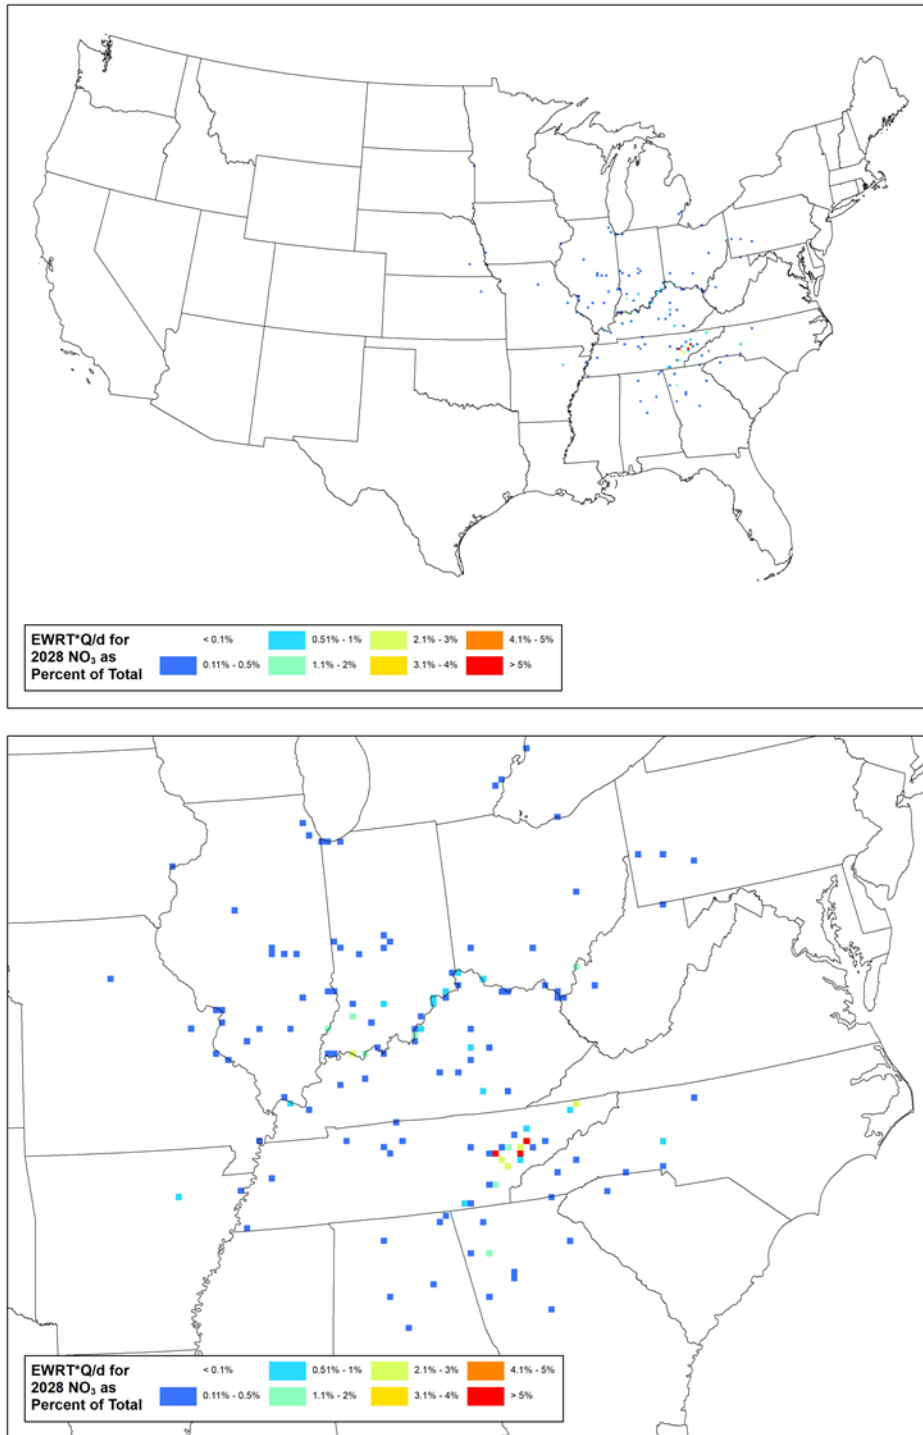 EWRT*Q/d for
2028 NO₃ as
Percent of Total
< 0.1%
0.51% - 1%
2.1% - 3%
4.1% - 5%
0.11% - 0.5%
1.1% - 2%
3.1% - 4%
> 5%
EWRT*Q/d for
2028 NO₃ as
Percent of Total
< 0.1%
0.51% - 1%
2.1% - 3%
4.1% - 5%
0.11% - 0.5%
1.1% - 2%
3.1% - 4%
> 5%